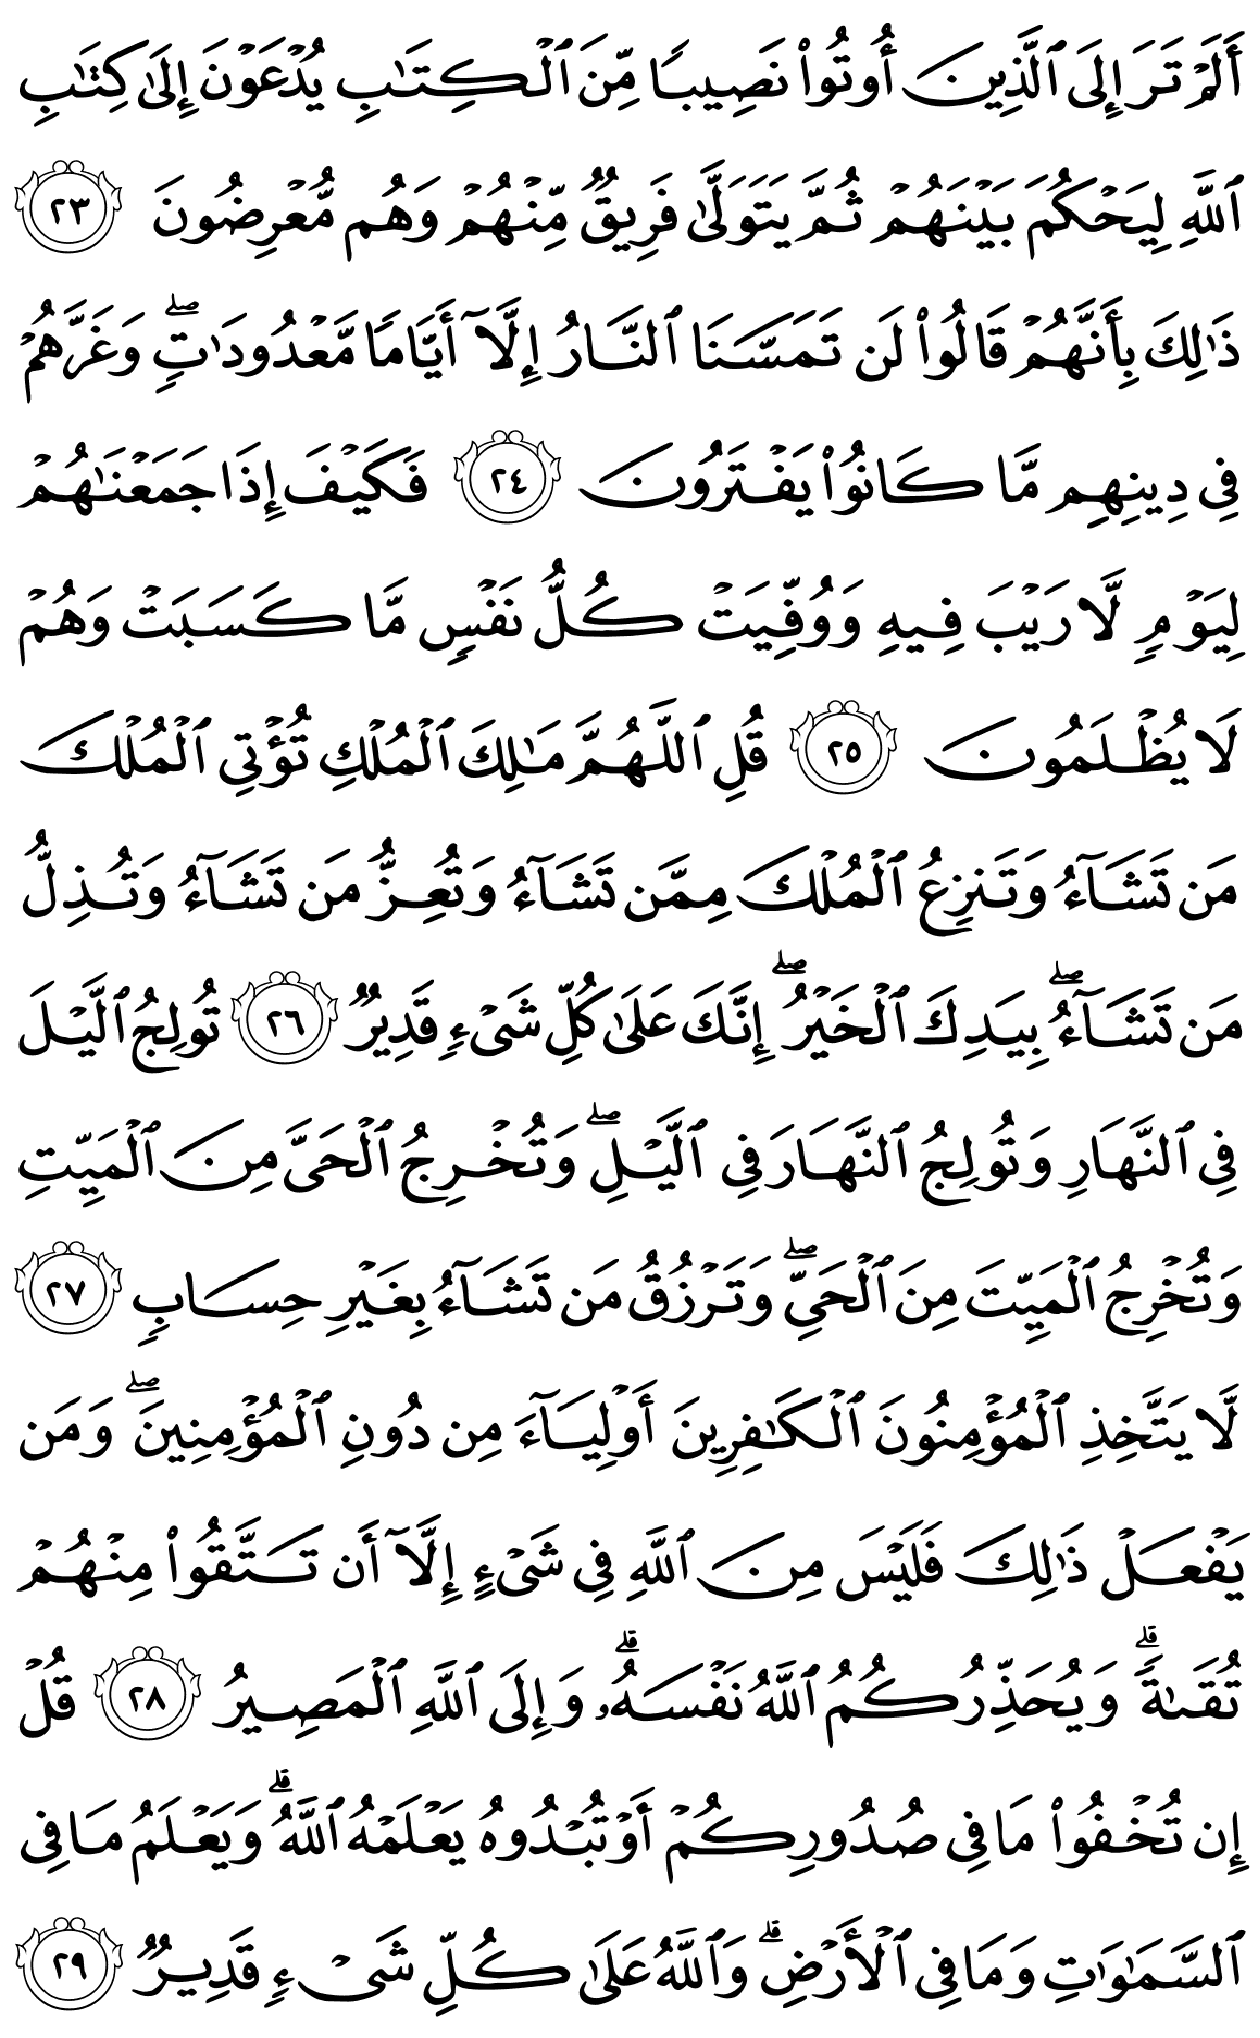 أَلَمۡ تَرَ إِلَى ٱلَّذِينَ أُوتُواْ نَصِيبٗا مِّنَ ٱلۡكِتَٰبِ يُدۡعَوۡنَ إِلَىٰ كِتَٰبِ
ٱللَّهِ لِيَحۡكُمَ بَيۡنَهُمۡ ثُمَّ يَتَوَلَّىٰ فَرِيقٞ مِّنۡهُمۡ وَهُم مُّعۡرِضُونَ ٢٣
ذَٰلِكَ بِأَنَّهُمۡ قَالُواْ لَن تَمَسَّنَا ٱلنَّارُ إِلَّآ أَيَّامٗا مَّعۡدُودَٰتٖۖ وَغَرَّهُمۡ
فِي دِينِهِم مَّا كَانُواْ يَفۡتَرُونَ ٢٤ فَكَيۡفَ إِذَا جَمَعۡنَٰهُمۡ
لِيَوۡمٖ لَّا رَيۡبَ فِيهِ وَوُفِّيَتۡ كُلُّ نَفۡسٖ مَّا كَسَبَتۡ وَهُمۡ
لَا يُظۡلَمُونَ ٢٥ قُلِ ٱللَّهُمَّ مَٰلِكَ ٱلۡمُلۡكِ تُؤۡتِي ٱلۡمُلۡكَ
مَن تَشَآءُ وَتَنزِعُ ٱلۡمُلۡكَ مِمَّن تَشَآءُ وَتُعِزُّ مَن تَشَآءُ وَتُذِلُّ
مَن تَشَآءُۖ بِيَدِكَ ٱلۡخَيۡرُۖ إِنَّكَ عَلَىٰ كُلِّ شَيۡءٖ قَدِيرٞ ٢٦ تُولِجُ ٱلَّيۡلَ
فِي ٱلنَّهَارِ وَتُولِجُ ٱلنَّهَارَ فِي ٱلَّيۡلِۖ وَتُخۡرِجُ ٱلۡحَيَّ مِنَ ٱلۡمَيِّتِ
وَتُخۡرِجُ ٱلۡمَيِّتَ مِنَ ٱلۡحَيِّۖ وَتَرۡزُقُ مَن تَشَآءُ بِغَيۡرِ حِسَابٖ ٢٧
لَّا يَتَّخِذِ ٱلۡمُؤۡمِنُونَ ٱلۡكَٰفِرِينَ أَوۡلِيَآءَ مِن دُونِ ٱلۡمُؤۡمِنِينَۖ وَمَن
يَفۡعَلۡ ذَٰلِكَ فَلَيۡسَ مِنَ ٱللَّهِ فِي شَيۡءٍ إِلَّآ أَن تَتَّقُواْ مِنۡهُمۡ
تُقَىٰةٗۗ وَيُحَذِّرُكُمُ ٱللَّهُ نَفۡسَهُۥۗ وَإِلَى ٱللَّهِ ٱلۡمَصِيرُ ٢٨ قُلۡ
إِن تُخۡفُواْ مَا فِي صُدُورِكُمۡ أَوۡ تُبۡدُوهُ يَعۡلَمۡهُ ٱللَّهُۗ وَيَعۡلَمُ مَا فِي
ٱلسَّمَٰوَٰتِ وَمَا فِي ٱلۡأَرۡضِۗ وَٱللَّهُ عَلَىٰ كُلِّ شَيۡءٖ قَدِيرٞ ٢٩